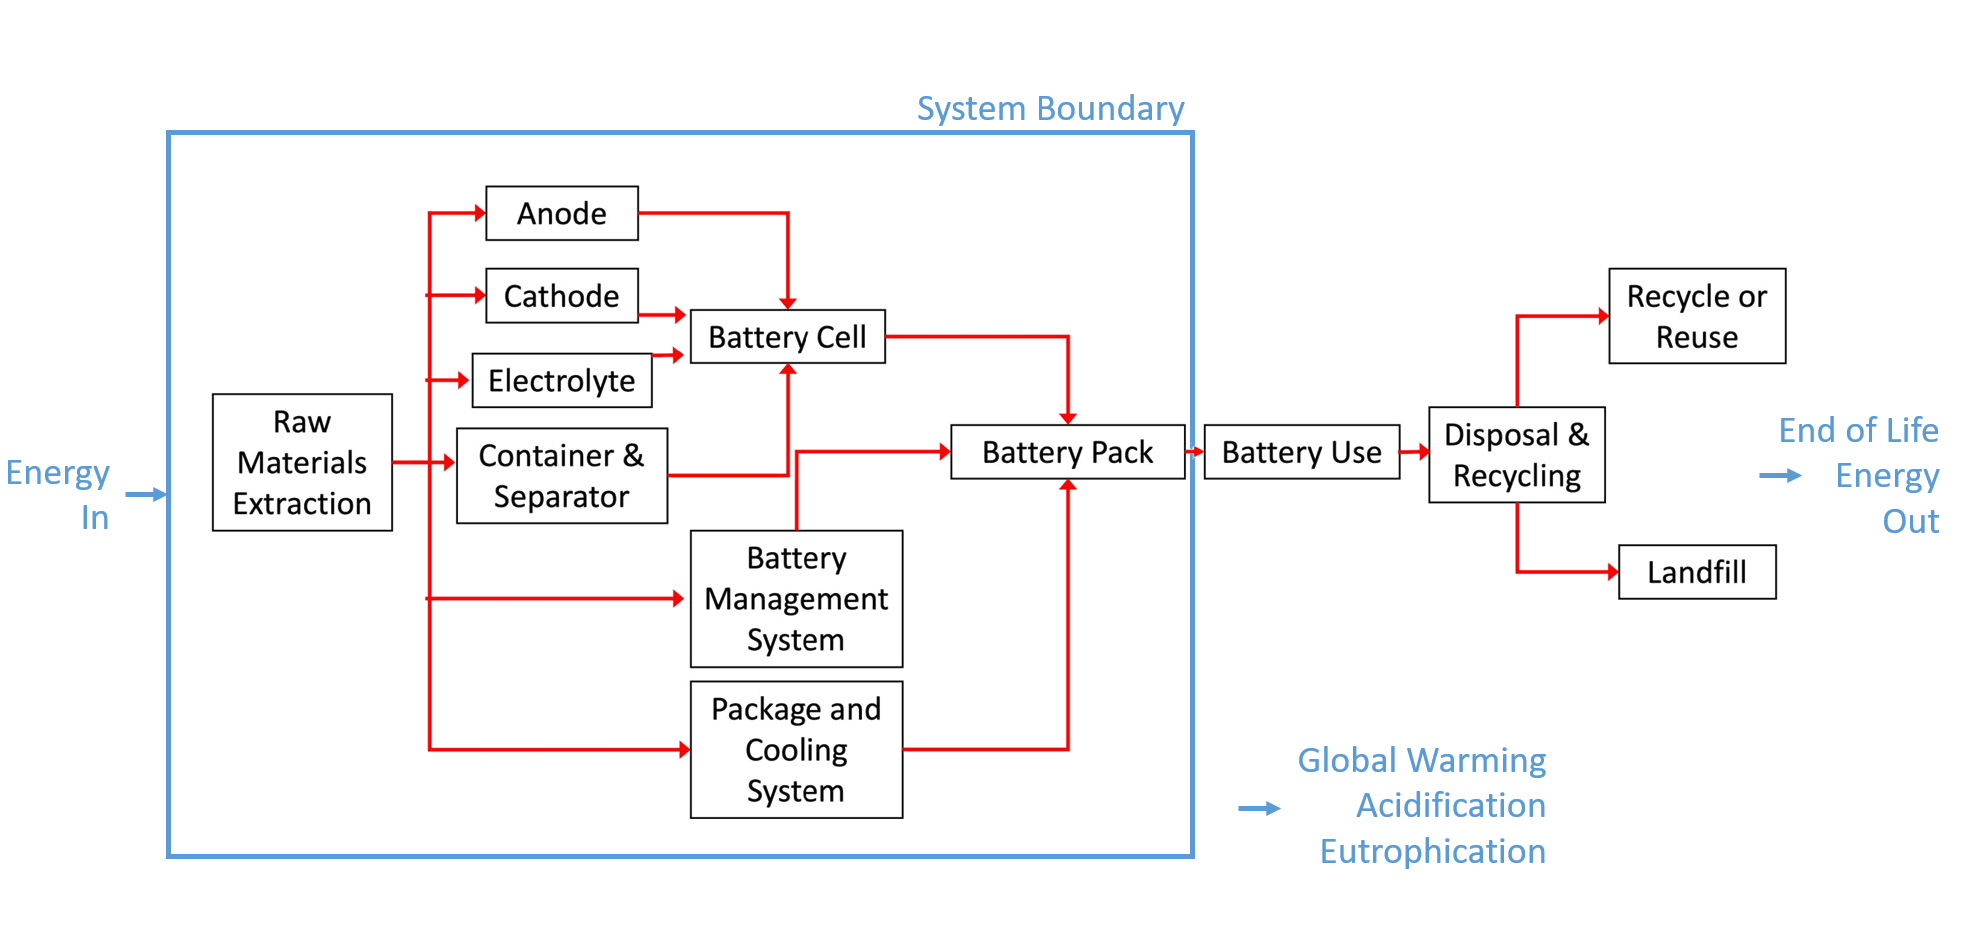 System Boundary
Anode
Cathode
Electrolyte
Container &
Separator
Raw
Materials
Extraction
Energy
In
Battery Cell
Battery
Management
System
Package and
Cooling
System
Battery Pack
Battery Use
Disposal &
Recycling
Recycle or
Reuse
Landfill
End of Life
Energy
Out
Global Warming
Acidification
Eutrophication